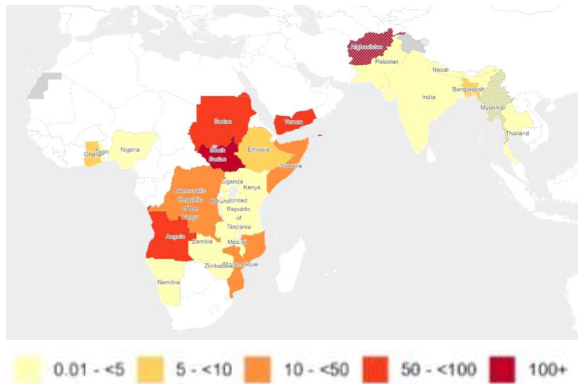 Afghanistan
Pakistan
Nepal
India
Bangladesh
Myanmar
Thailand
Sudan
Yemen
South
Sudan
Ethiopia
Somalia
Nigeria
Ghana
Democratic
Republic
of the
Congo
Uganda
Kenya
Burundi
United
Republic
of
Tanzania
Angola
Zambia
Malawi
Zimbabwe
Namibia
0.01 - <5
5 - <10
10 - <50
50 - <100
100+